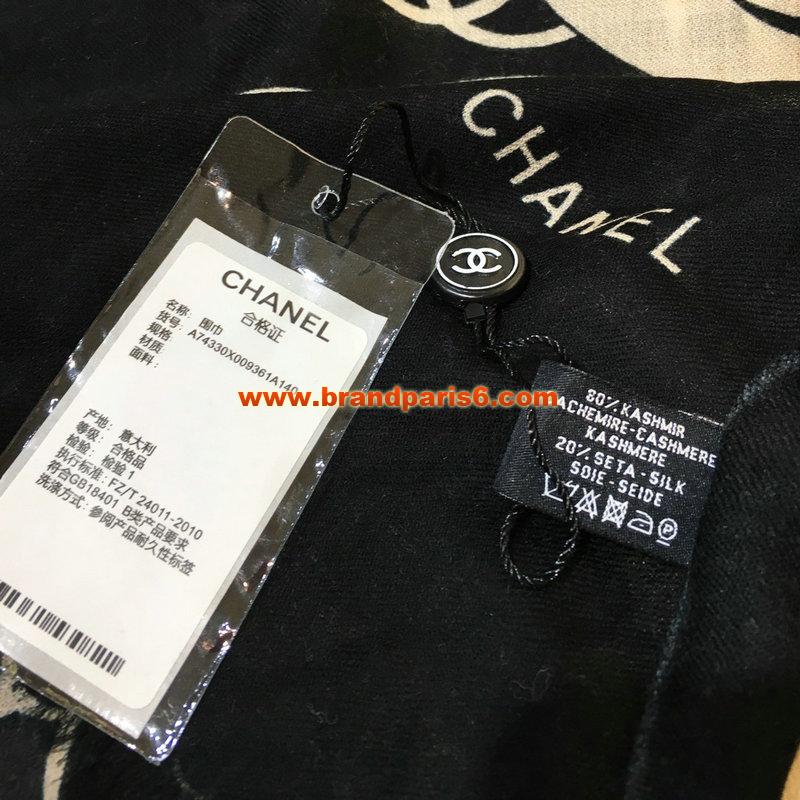 CHANEL
CHANEL
合格证
名称: 围巾
货号: A74330X009361A140
规格:
材质:
面料:
www.brandparis6.com
产地: 意大利
等级: 合格品
检验: 检验1
执行标准: FZ/T 24011-2010
符合GB18401 B类产品要求
洗涤方式: 参阅产品耐久性标签
80% KASHMIR
CACHEMIRE-CASHMERE
KASHMERE
20% SETA - SILK
SOIE - SEIDE